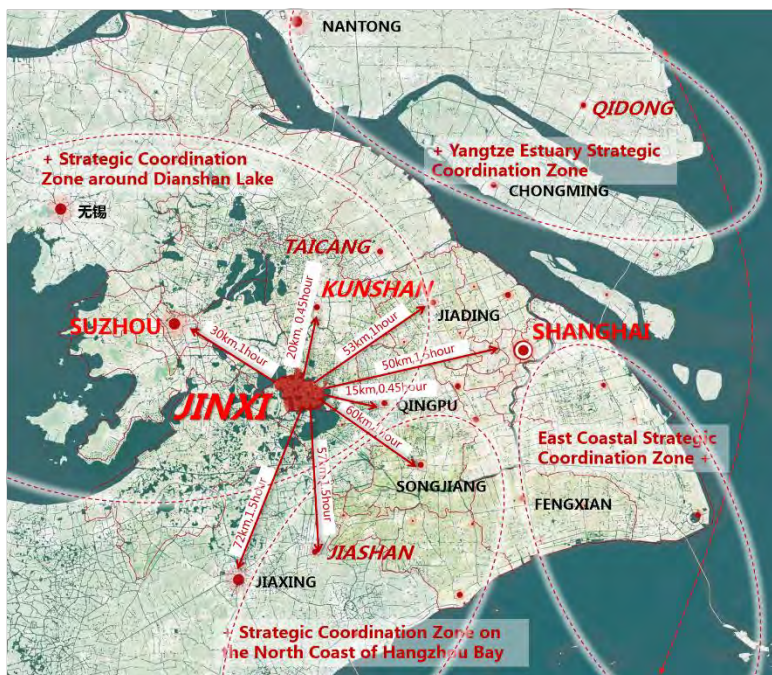 NANTONG
QIDONG
+ Strategic Coordination
Zone around Dianshan Lake
+ Yangtze Estuary Strategic
Coordination Zone
CHONGMING
无锡
TAICANG
KUNSHAN
JIADING
SUZHOU
SHANGHAI
30km,1hour
20km, 0.45hour
53km,1hour
50km,1.5hour
15km,0.45hour
JINXI
QINGPU
60km, hour
East Coastal Strategic
Coordination Zone +
SONGJIANG
FENGXIAN
72km,1.5hour
57km,1.5hour
JIASHAN
JIAXING
+ Strategic Coordination Zone on
the North Coast of Hangzhou Bay